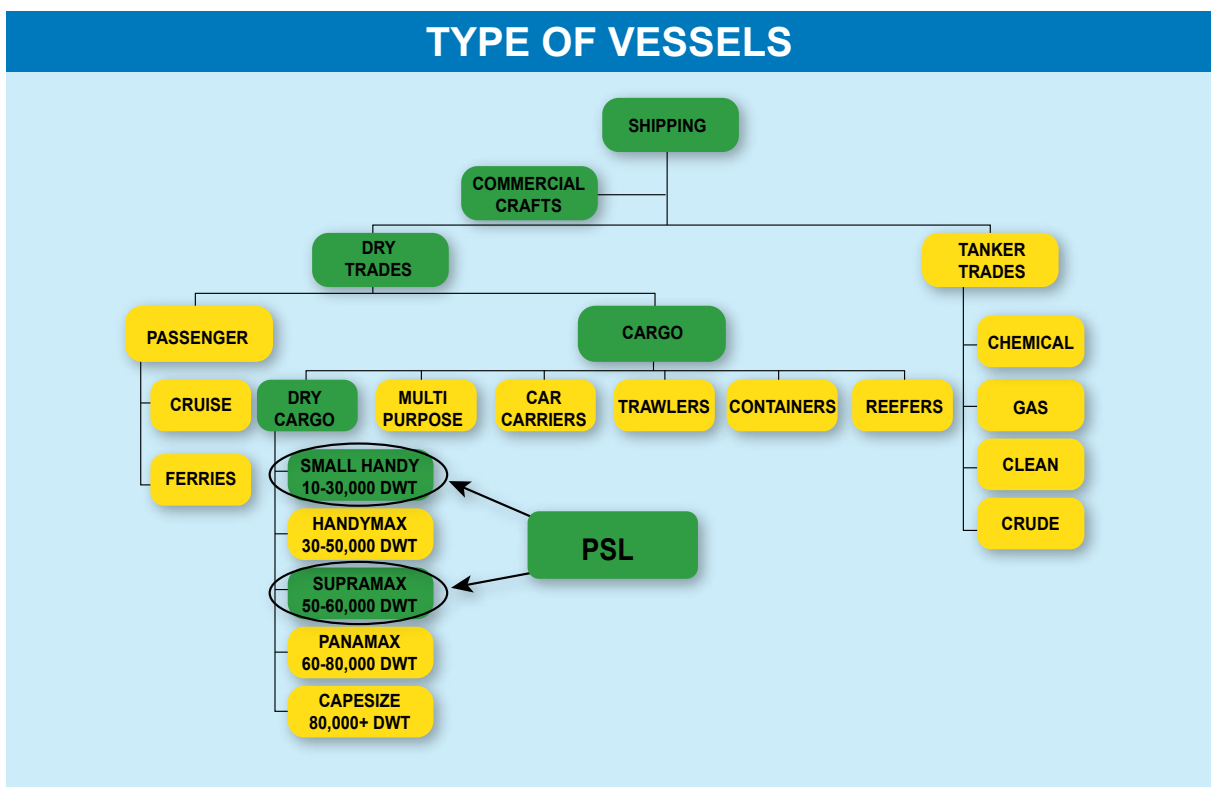 TYPE OF VESSELS
SHIPPING
COMMERCIAL
CRAFTS
DRY
TRADES
TANKER
TRADES
PASSENGER
CARGO
CHEMICAL
GAS
CLEAN
CRUDE
CRUISE
FERRIES
DRY
CARGO
MULTI
PURPOSE
CAR
CARRIERS
TRAWLERS
CONTAINERS
REEFERS
SMALL HANDY
10-30,000 DWT
HANDYMAX
30-50,000 DWT
SUPRAMAX
50-60,000 DWT
PANAMAX
60-80,000 DWT
CAPESIZE
80,000+ DWT
PSL